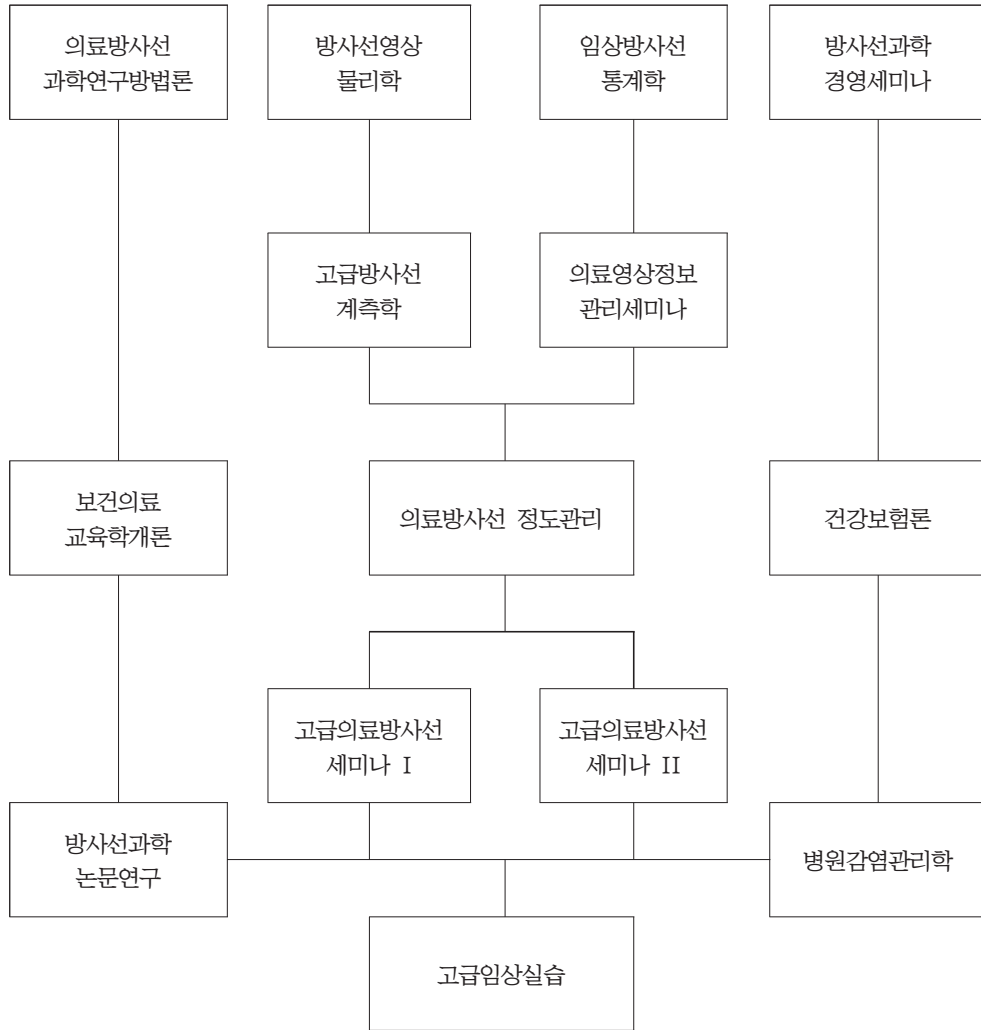 의료방사선
과학연구방법론
방사선영상
물리학
임상방사선
통계학
방사선과학
경영세미나
고급방사선
계측학
의료영상정보
관리세미나
보건의료
교육학개론
의료방사선 정도관리
건강보험론
고급의료방사선
세미나 I
고급의료방사선
세미나 II
방사선과학
논문연구
병원감염관리학
고급임상실습